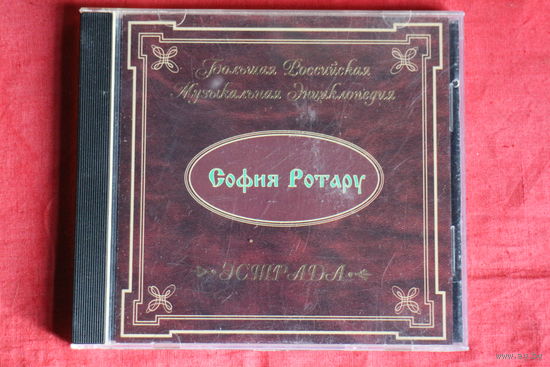 Большая Российская
Музыкальная Энциклопедия
София Ротару
ЭСТРАДА